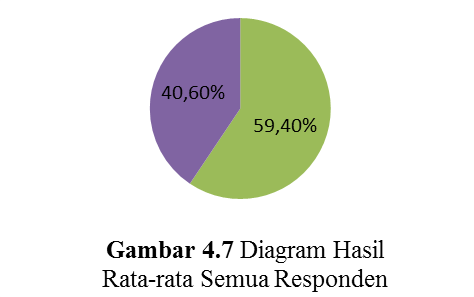 40,60%
59,40%
Gambar 4.7 Diagram Hasil
Rata-rata Semua Responden